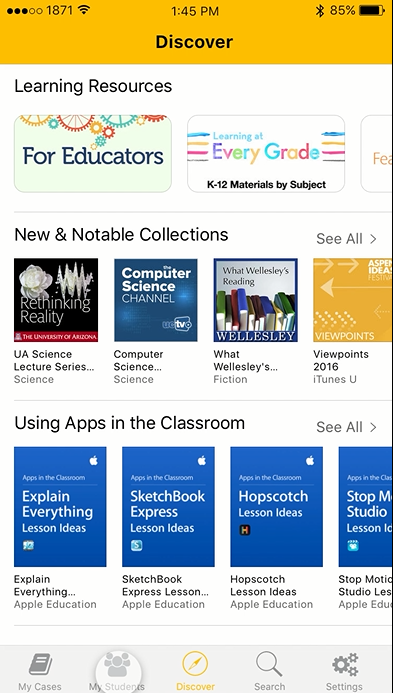 1871 1:45 PM 85%
Discover
Learning Resources
For Educators
Learning at
Every Grade
K-12 Materials by Subject
Fea
New & Notable Collections
See All >
Rethinking
Reality
THE UNIVERSITY OF ARIZONA
the
Computer
Science
CHANNEL
uctv
What Wellesley's
Reading
WELLESLEY
ASPEN
IDEAS
FESTIVAL
VIEWPOINTS
UA Science
Lecture Series...
Science
Computer
Science...
Science
What
Wellesley's...
Fiction
Viewpoints
2016
iTunes U
Using Apps in the Classroom
See All >
Apps in the Classroom
Explain
Everything
Lesson Ideas
Apps in the Classroom
SketchBook
Express
Lesson Ideas
Apps in the Classroom
Hopscotch
Lesson Ideas
Apps in the
Stop Mo
Studio
Lesson Id
Explain
Everything...
Apple Education
SketchBook
Express Lesson...
Apple Education
Hopscotch
Lesson Ideas
Apple Education
Stop Motic
Studio Les
Apple Edu
My Cases
My Students
Discover
Search
Settings